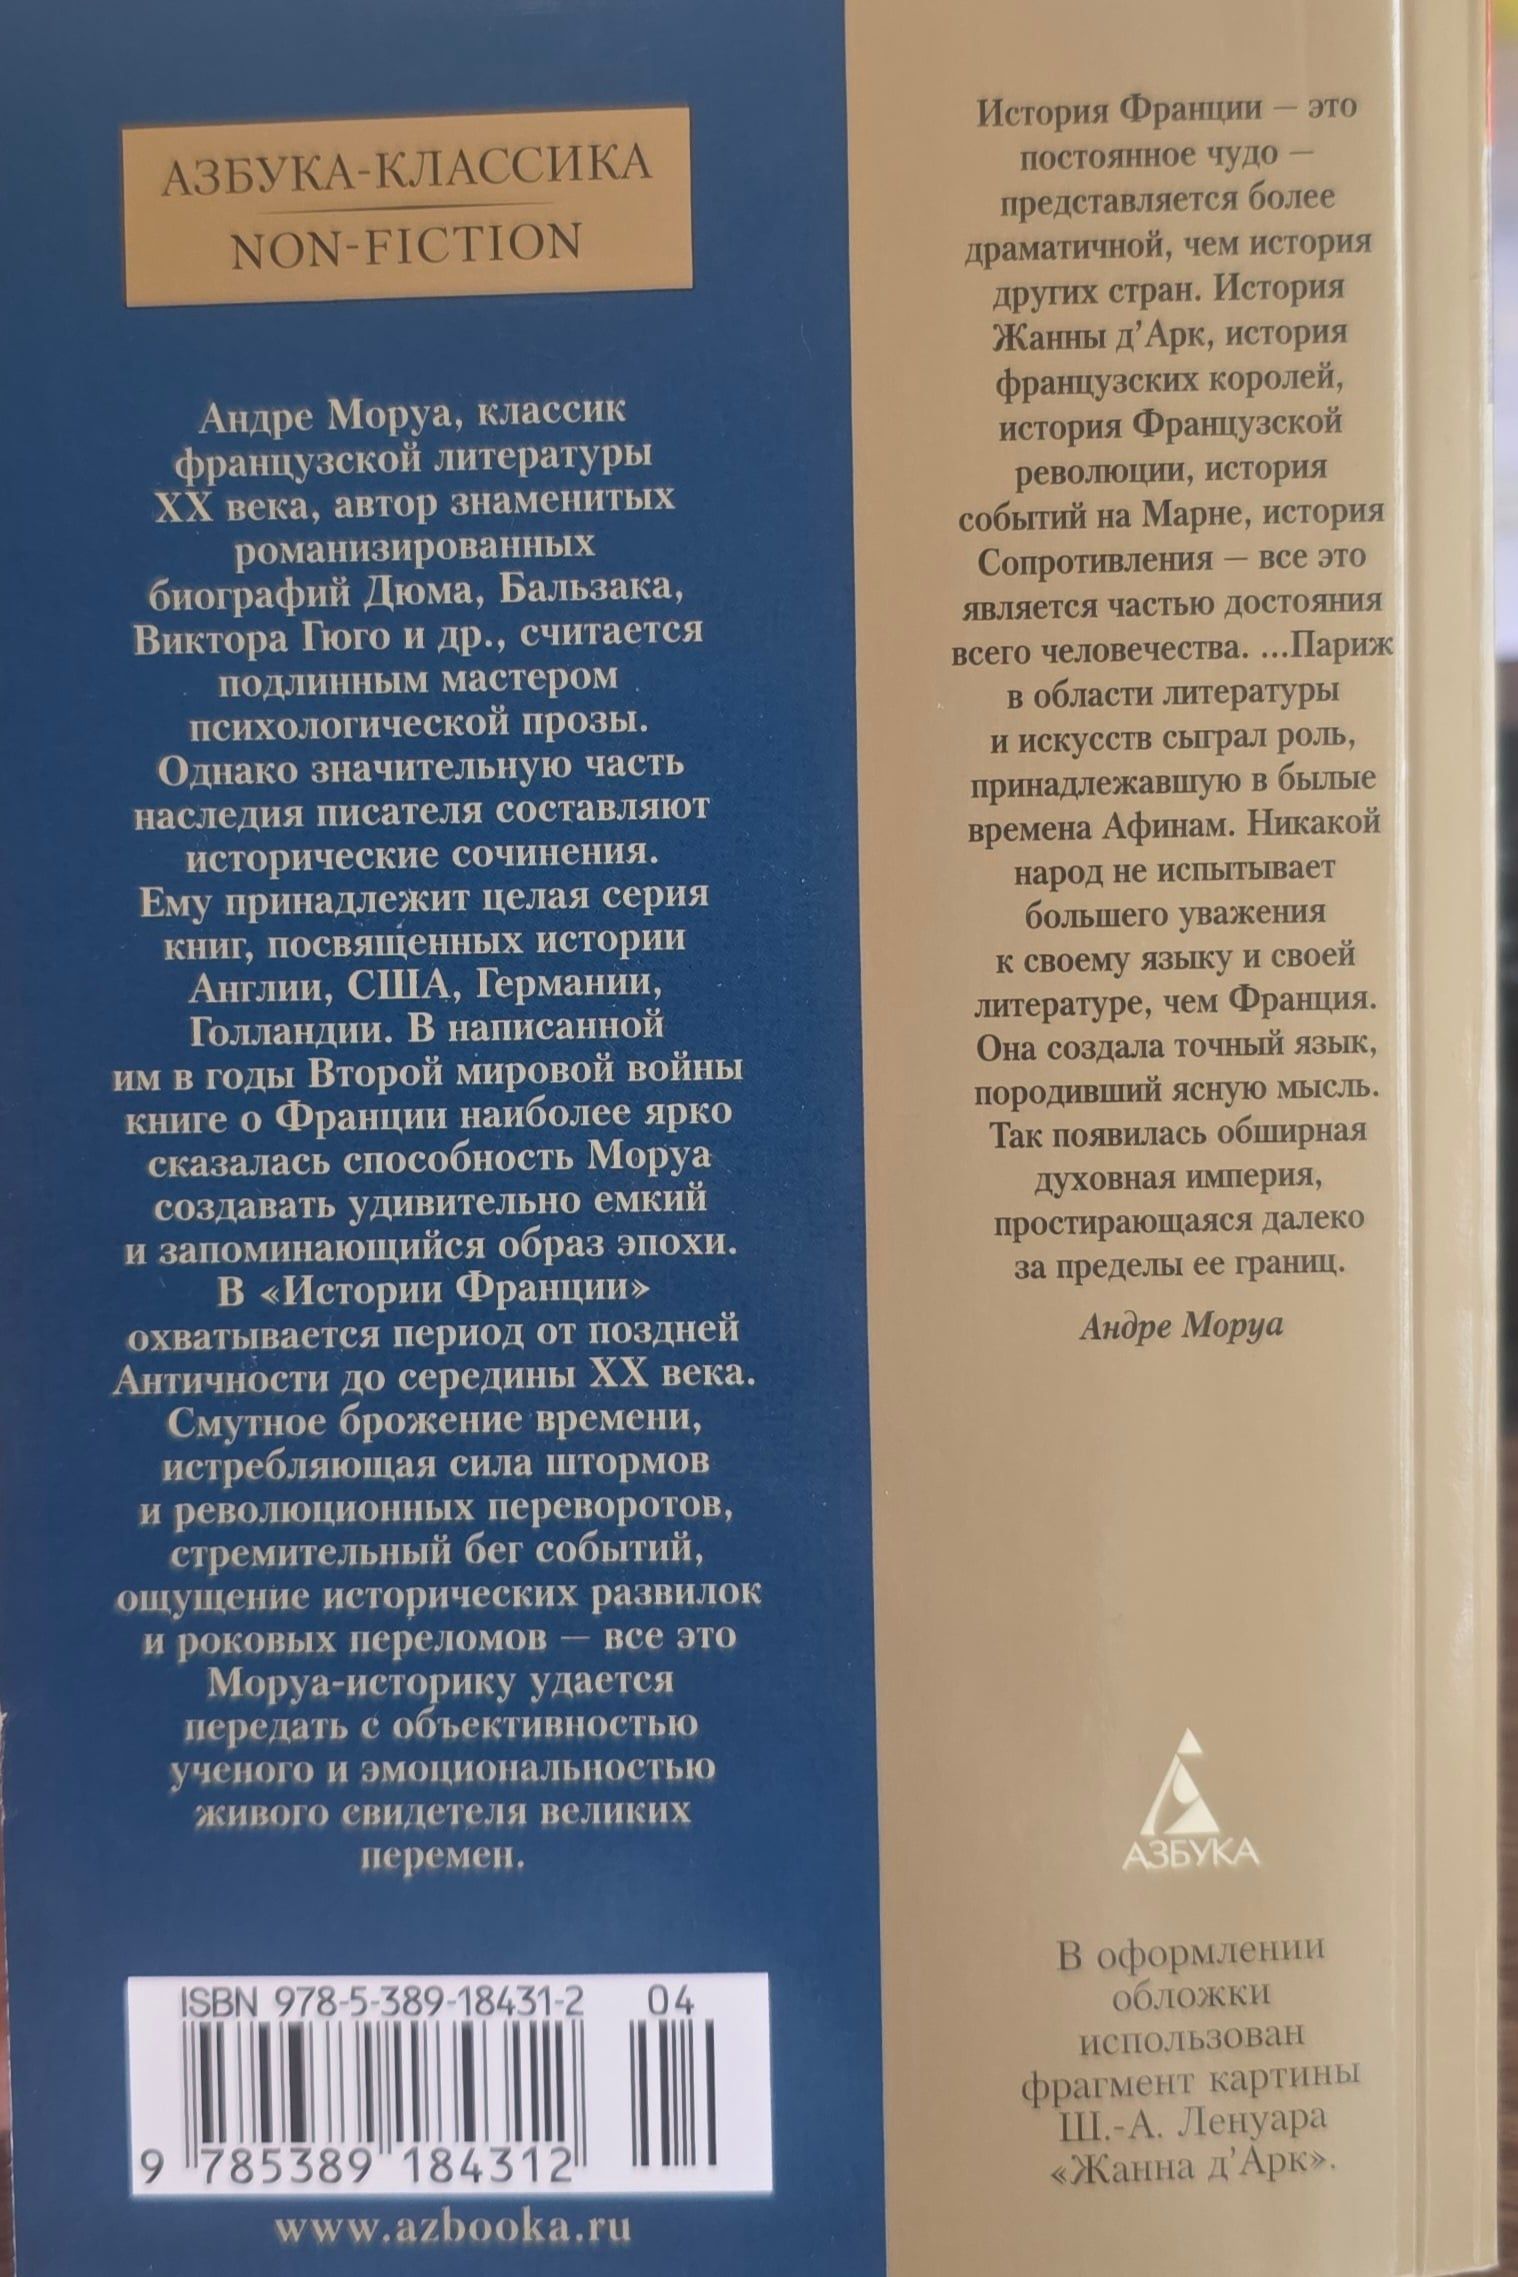 АЗБУКА-КЛАССИКА
NON-FICTION
Андре Моруа, классик
французской литературы
XX века, автор знаменитых
романизированных
биографий Дюма, Бальзака,
Виктора Гюго и др., считается
подлинным мастером
психологической прозы.
Однако значительную часть
наследия писателя составляют
исторические сочинения.
Ему принадлежит целая серия
книг, посвященных истории
Англии, США, Германии,
Голландии. В написанной
им в годы Второй мировой войны
книге о Франции наиболее ярко
сказалась способность Моруа
создавать удивительно емкий
и запоминающийся образ эпохи.
В «Истории Франции»
охватывается период от поздней
Античности до середины XX века.
Смутное брожение времени,
истребляющая сила штормов
и революционных переворотов,
стремительный бег событий,
ощущение исторических развилок
и роковых переломов — все это
Моруа-историку удается
передать с объективностью
ученого и эмоциональностью
живого свидетеля великих
перемен.
ISBN 978-5-389-18431-2 04
9 785389 184312
www.azbooka.ru
История Франции — это
постоянное чудо —
представляется более
драматичной, чем история
других стран. История
Жанны д’Арк, история
французских королей,
история Французской
революции, история
событий на Марне, история
Сопротивления — все это
является частью достояния
всего человечества. ...Париж
в области литературы
и искусств сыграл роль,
принадлежавшую в былые
времена Афинам. Никакой
народ не испытывает
большего уважения
к своему языку и своей
литературе, чем Франция.
Она создала точный язык,
породивший ясную мысль.
Так появилась обширная
духовная империя,
простирающаяся далеко
за пределы ее границ.
Андре Моруа
АЗБУКА
В оформлении
обложки
использован
фрагмент картины
Ш.-А. Ленуара
«Жанна д’Арк».